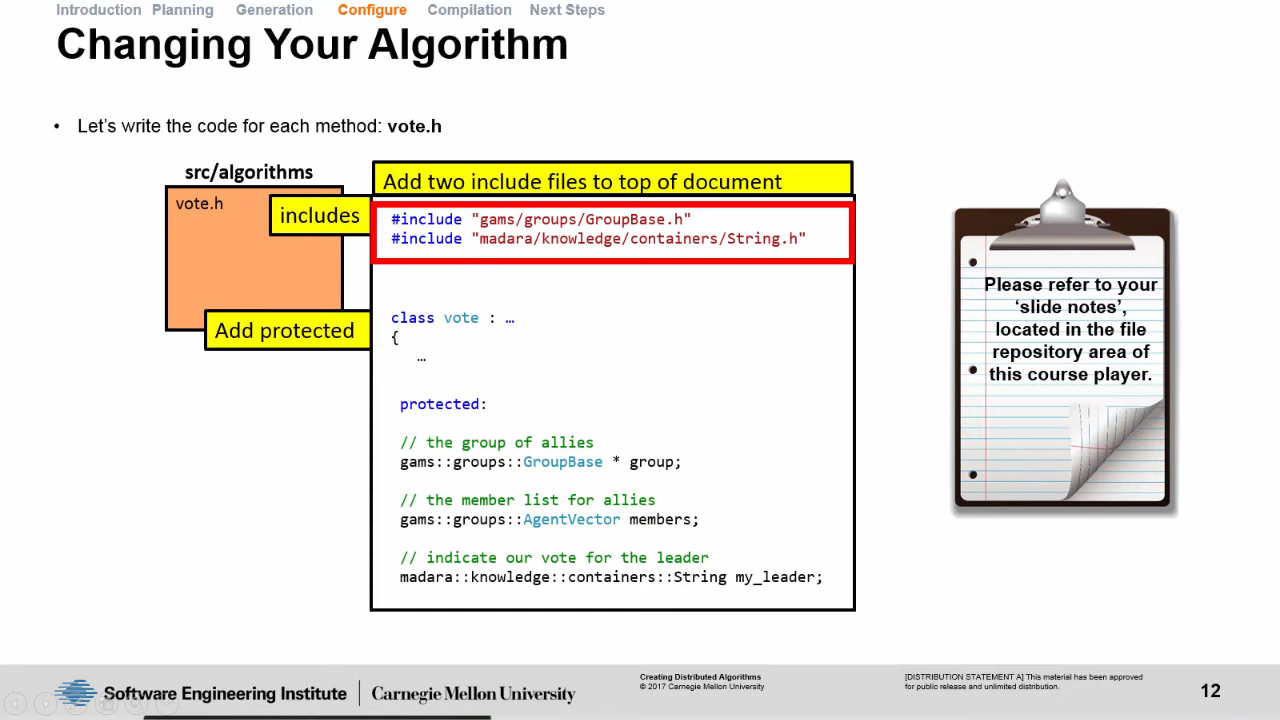 Introduction Planning Generation Configure Compilation Next Steps
Changing Your Algorithm
• Let's write the code for each method: vote.h
src/algorithms
vote.h
includes
Add protected
Add two include files to top of document
#include "gams/groups/GroupBase.h"
#include "madara/knowledge/containers/String.h"
class vote : …
{
…
protected:
// the group of allies
gams::groups::GroupBase * group;
// the member list for allies
gams::groups::AgentVector members;
// indicate our vote for the leader
madara::knowledge::containers::String my_leader;
Please refer to your
‘slide notes’,
located in the file
repository area of
this course player.
Software Engineering Institute | Carnegie Mellon University
Creating Distributed Algorithms
© 2017 Carnegie Mellon University
[DISTRIBUTION STATEMENT A] This material has been approved
for public release and unlimited distribution.
12